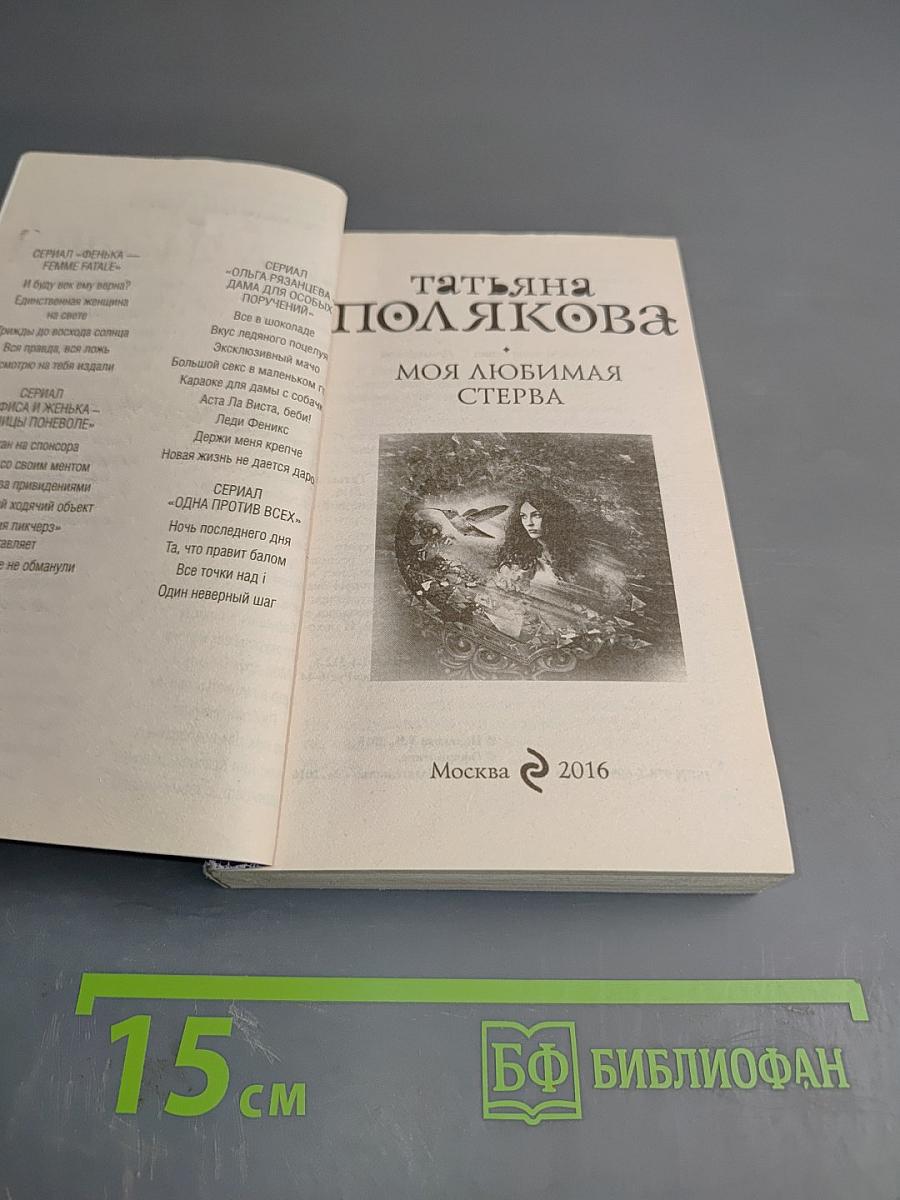 СЕРИАЛ «ФЕНЬКА —
FEMME FATALE»
И буду век ему верна?
Единственная женщина
на свете
до восхода солнца
Вся правда, вся ложь
на тебя издали
СЕРИАЛ
И ЖЕНЬКА –
ПОНЕВОЛЕ»
на спонсора
со своим ментом
привидениями
ходячий объект
пикчерз»
не обманули
СЕРИАЛ
«ОЛЬГА РЯЗАНЦЕВА
ДАМА ДЛЯ ОСОБЫХ
ПОРУЧЕНИЙ»
Все в шоколаде
Вкус ледяного поцелуя
Эксклюзивный мачо
Большой секс в маленьком
Караоке для дамы с
Аста Ла Виста, беби!
Леди Феникс
Держи меня крепче
Новая жизнь не дается
СЕРИАЛ
«ОДНА ПРОТИВ ВСЕХ»
Ночь последнего дня
Та, что правит балом
Все точки над i
Один неверный шаг
ТАТЬЯНА
ПОЛЯКОВА
МОЯ ЛЮБИМАЯ
СТЕРВА
Москва 2016
15 см
БФ БИБЛИОФАН